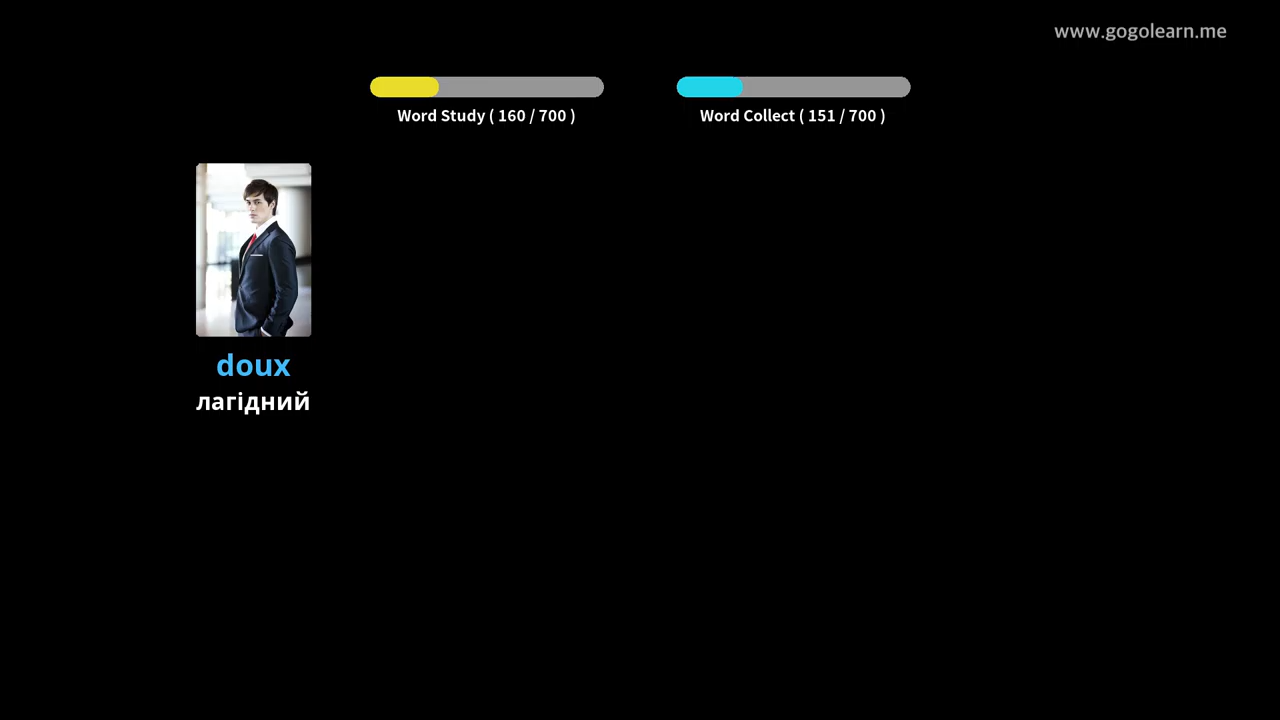 www.gogolearn.me
Word Study ( 160 / 700 )
Word Collect ( 151 / 700 )
doux
лагідний